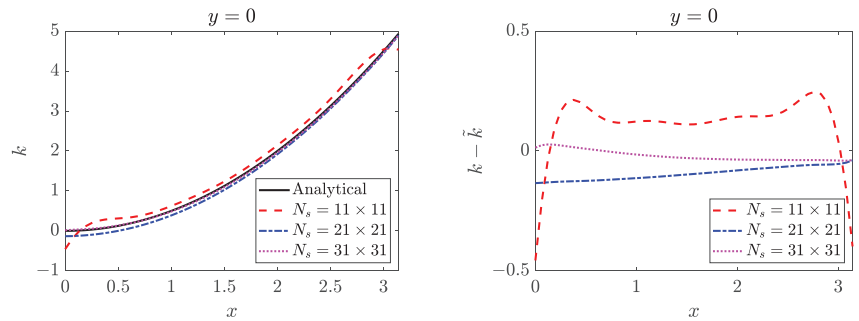 y = 0
5
4
3
2
1
0
−1
k
Analytical
N_s = 11 × 11
N_s = 21 × 21
N_s = 31 × 31
0 0.5 1 1.5 2 2.5 3
x
y = 0
0.5
0
−0.5
k − k̃
N_s = 11 × 11
N_s = 21 × 21
N_s = 31 × 31
0 1 2 3
x